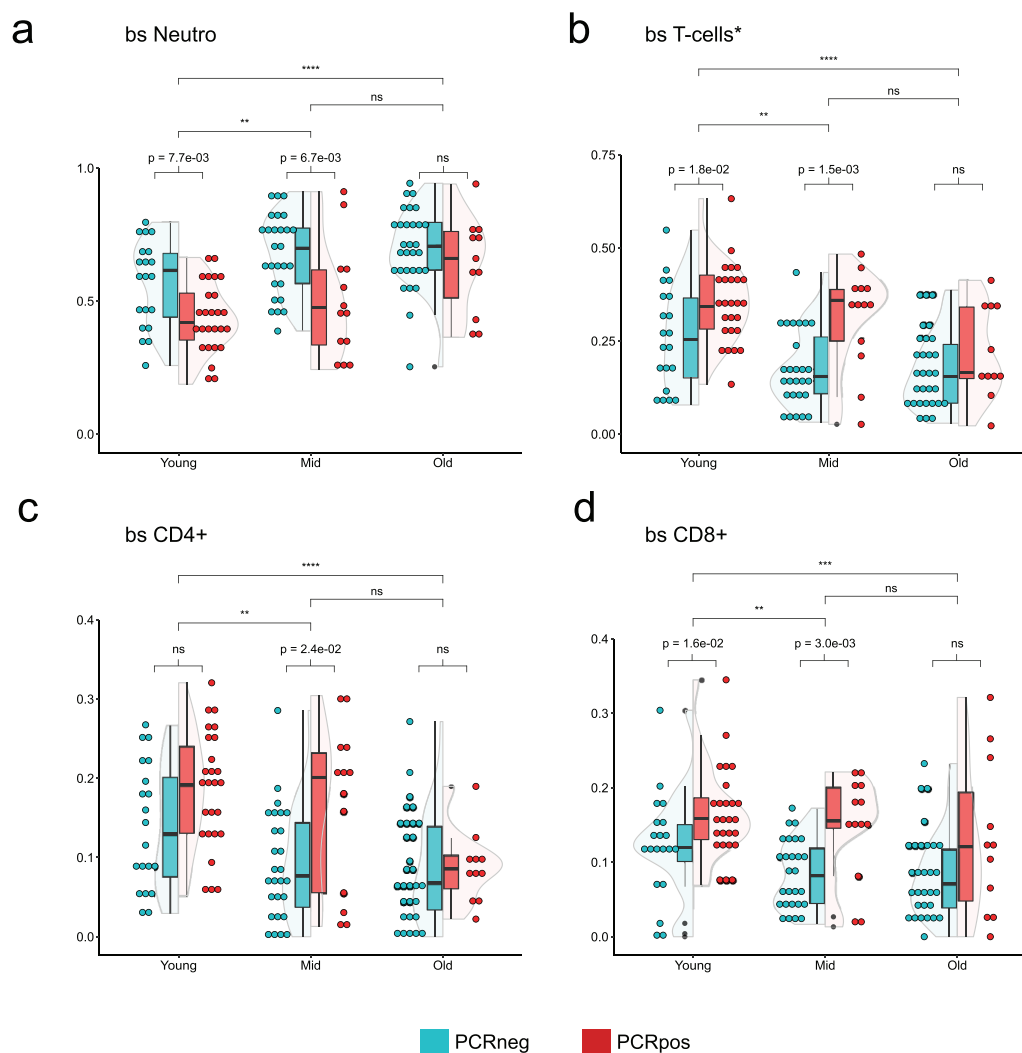 a
bs Neutro
****
ns
**
p = 7.7e-03
p = 6.7e-03
ns
1.0
0.5
0.0
Young
Mid
Old
b
bs T-cells*
****
ns
**
p = 1.8e-02
p = 1.5e-03
ns
0.75
0.50
0.25
0.00
Young
Mid
Old
c
bs CD4+
****
ns
**
ns
p = 2.4e-02
ns
0.4
0.3
0.2
0.1
0.0
Young
Mid
Old
d
bs CD8+
***
ns
**
p = 1.6e-02
p = 3.0e-03
ns
0.4
0.3
0.2
0.1
0.0
Young
Mid
Old
PCRneg
PCRpos